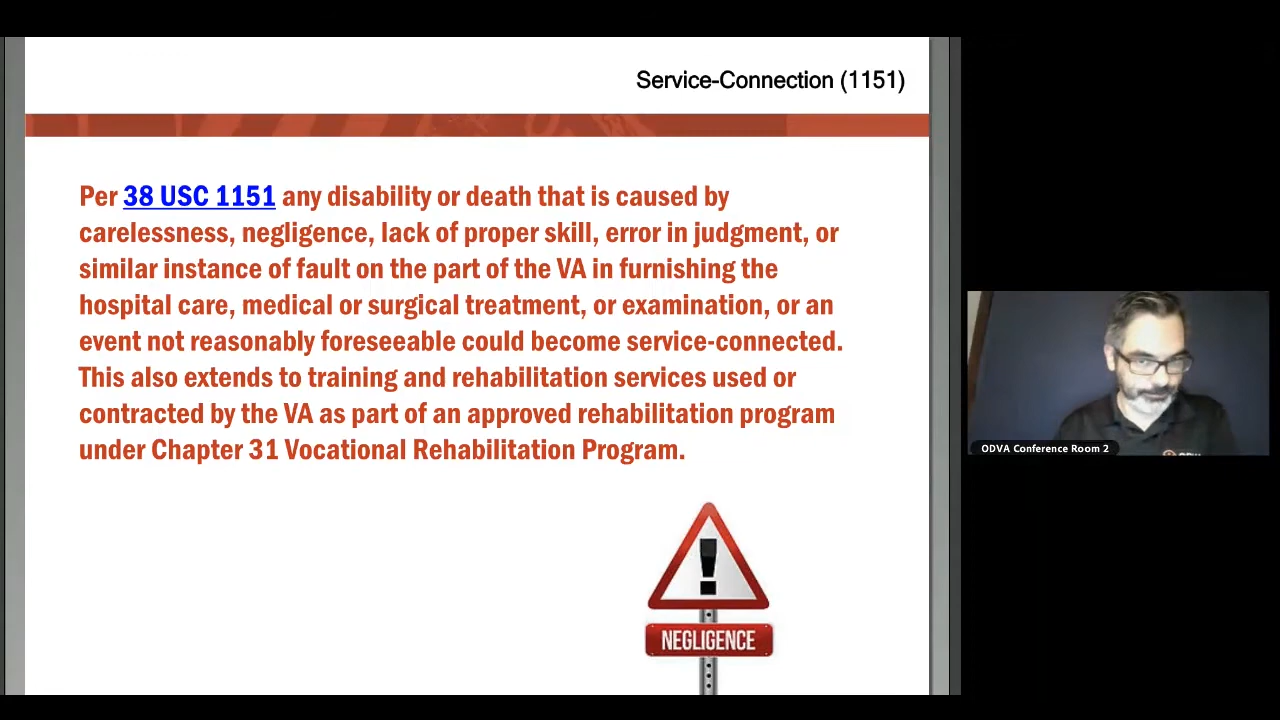 Service-Connection (1151)
Per 38 USC 1151 any disability or death that is caused by
carelessness, negligence, lack of proper skill, error in judgment, or
similar instance of fault on the part of the VA in furnishing the
hospital care, medical or surgical treatment, or examination, or an
event not reasonably foreseeable could become service-connected.
This also extends to training and rehabilitation services used or
contracted by the VA as part of an approved rehabilitation program
under Chapter 31 Vocational Rehabilitation Program.
!
NEGLIGENCE
ODVA Conference Room 2